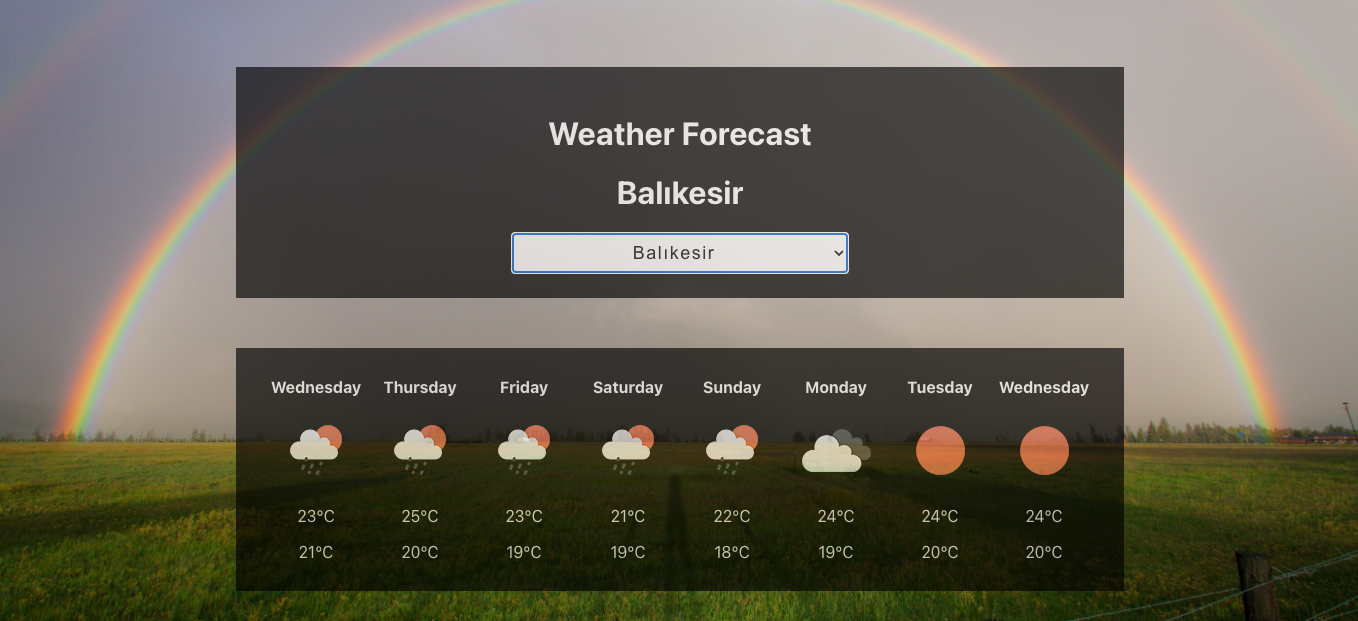 Weather Forecast
Balıkesir
Balıkesir
Wednesday Thursday Friday Saturday Sunday Monday Tuesday Wednesday
23°C 25°C 23°C 21°C 22°C 24°C 24°C 24°C
21°C 20°C 19°C 19°C 18°C 19°C 20°C 20°C